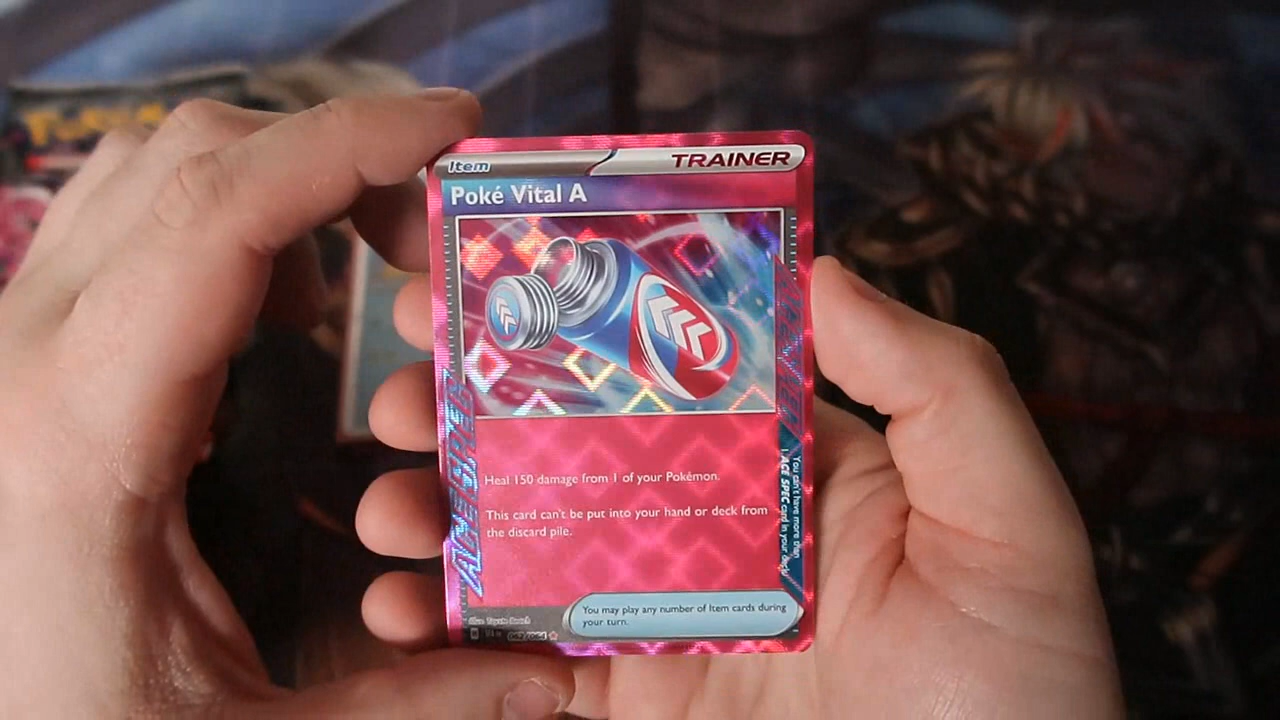 Item
TRAINER
Poké Vital A
ACE SPEC
Heal 150 damage from 1 of your Pokémon.
This card can't be put into your hand or deck from
the discard pile.
ACE SPEC
You can't have more than
1 ACE SPEC card in your deck.
You may play any number of Item cards during
your turn.
062/064